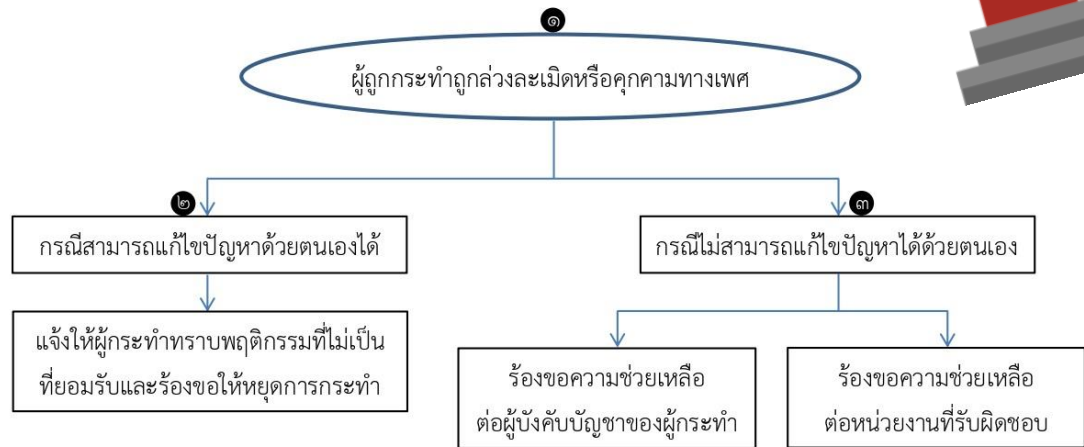 ๑
ผู้ถูกกระทำถูกล่วงละเมิดหรือคุกคามทางเพศ
๒
กรณีสามารถแก้ไขปัญหาด้วยตนเองได้
แจ้งให้ผู้กระทำทราบพฤติกรรมที่ไม่เป็น
ที่ยอมรับและร้องขอให้หยุดการกระทำ
๓
กรณีไม่สามารถแก้ไขปัญหาได้ด้วยตนเอง
ร้องขอความช่วยเหลือ
ต่อผู้บังคับบัญชาของผู้กระทำ
ร้องขอความช่วยเหลือ
ต่อหน่วยงานที่รับผิดชอบ